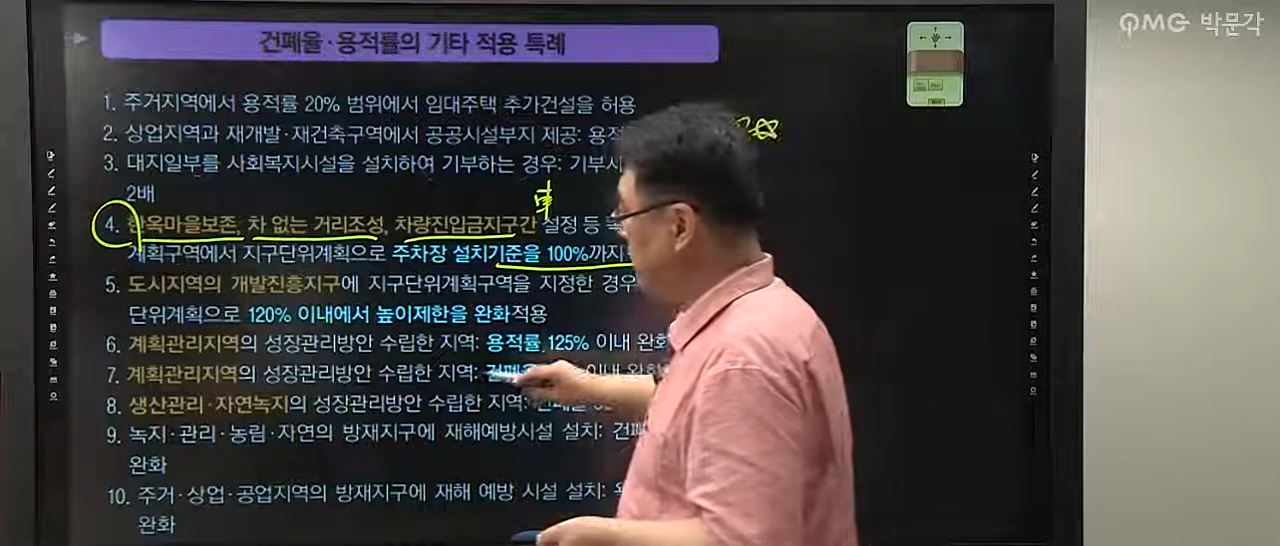 QMG 박문각
건폐율·용적률의 기타 적용 특례
1. 주거지역에서 용적률 20% 범위에서 임대주택 추가건설을 허용
2. 상업지역과 재개발·재건축구역에서 공공시설부지 제공:
3. 대지일부를 사회복지시설을 설치하여 기부하는 경우:
2배
車
4. 한옥마을보존, 차 없는 거리조성, 차량진입금지구간 설정 등
계획구역에서 지구단위계획으로 주차장 설치기준을 100%까지
5. 도시지역의 개발진흥지구에 지구단위계획구역을 지정한 경우
단위계획으로 120% 이내에서 높이제한을 완화적용
6. 계획관리지역의 성장관리방안 수립한 지역: 용적률 125% 이내 완화
7. 계획관리지역의 성장관리방안 수립한 지역: 이내 완화
8. 생산관리·자연녹지의 성장관리방안 수립한 지역:
9. 녹지·관리·농림·자연의 방재지구에 재해예방시설 설치:
완화
10. 주거·상업·공업지역의 방재지구에 재해 예방 시설 설치:
완화